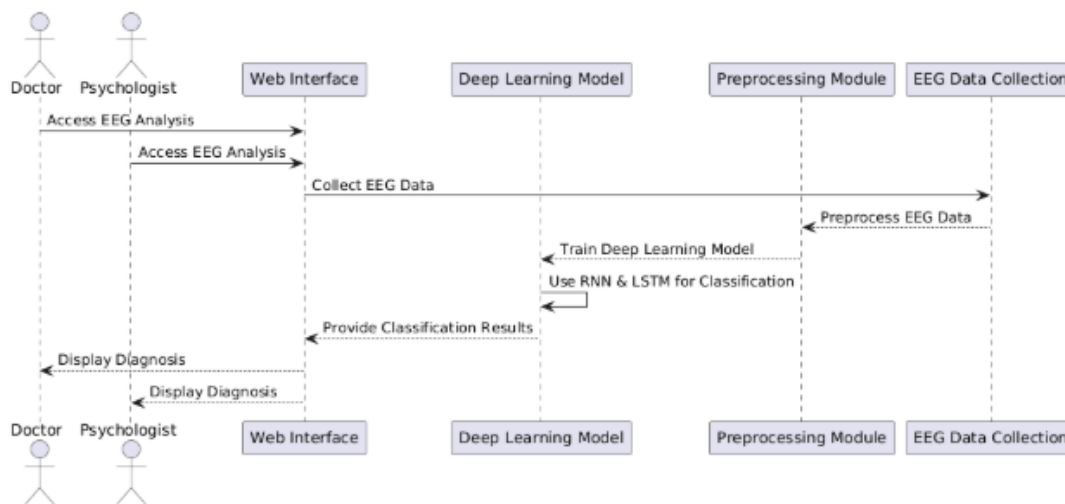 Doctor Psychologist Web Interface Deep Learning Model Preprocessing Module EEG Data Collection
Access EEG Analysis
Access EEG Analysis
Collect EEG Data
Preprocess EEG Data
Train Deep Learning Model
Use RNN & LSTM for Classification
Provide Classification Results
Display Diagnosis
Display Diagnosis
Doctor Psychologist Web Interface Deep Learning Model Preprocessing Module EEG Data Collection